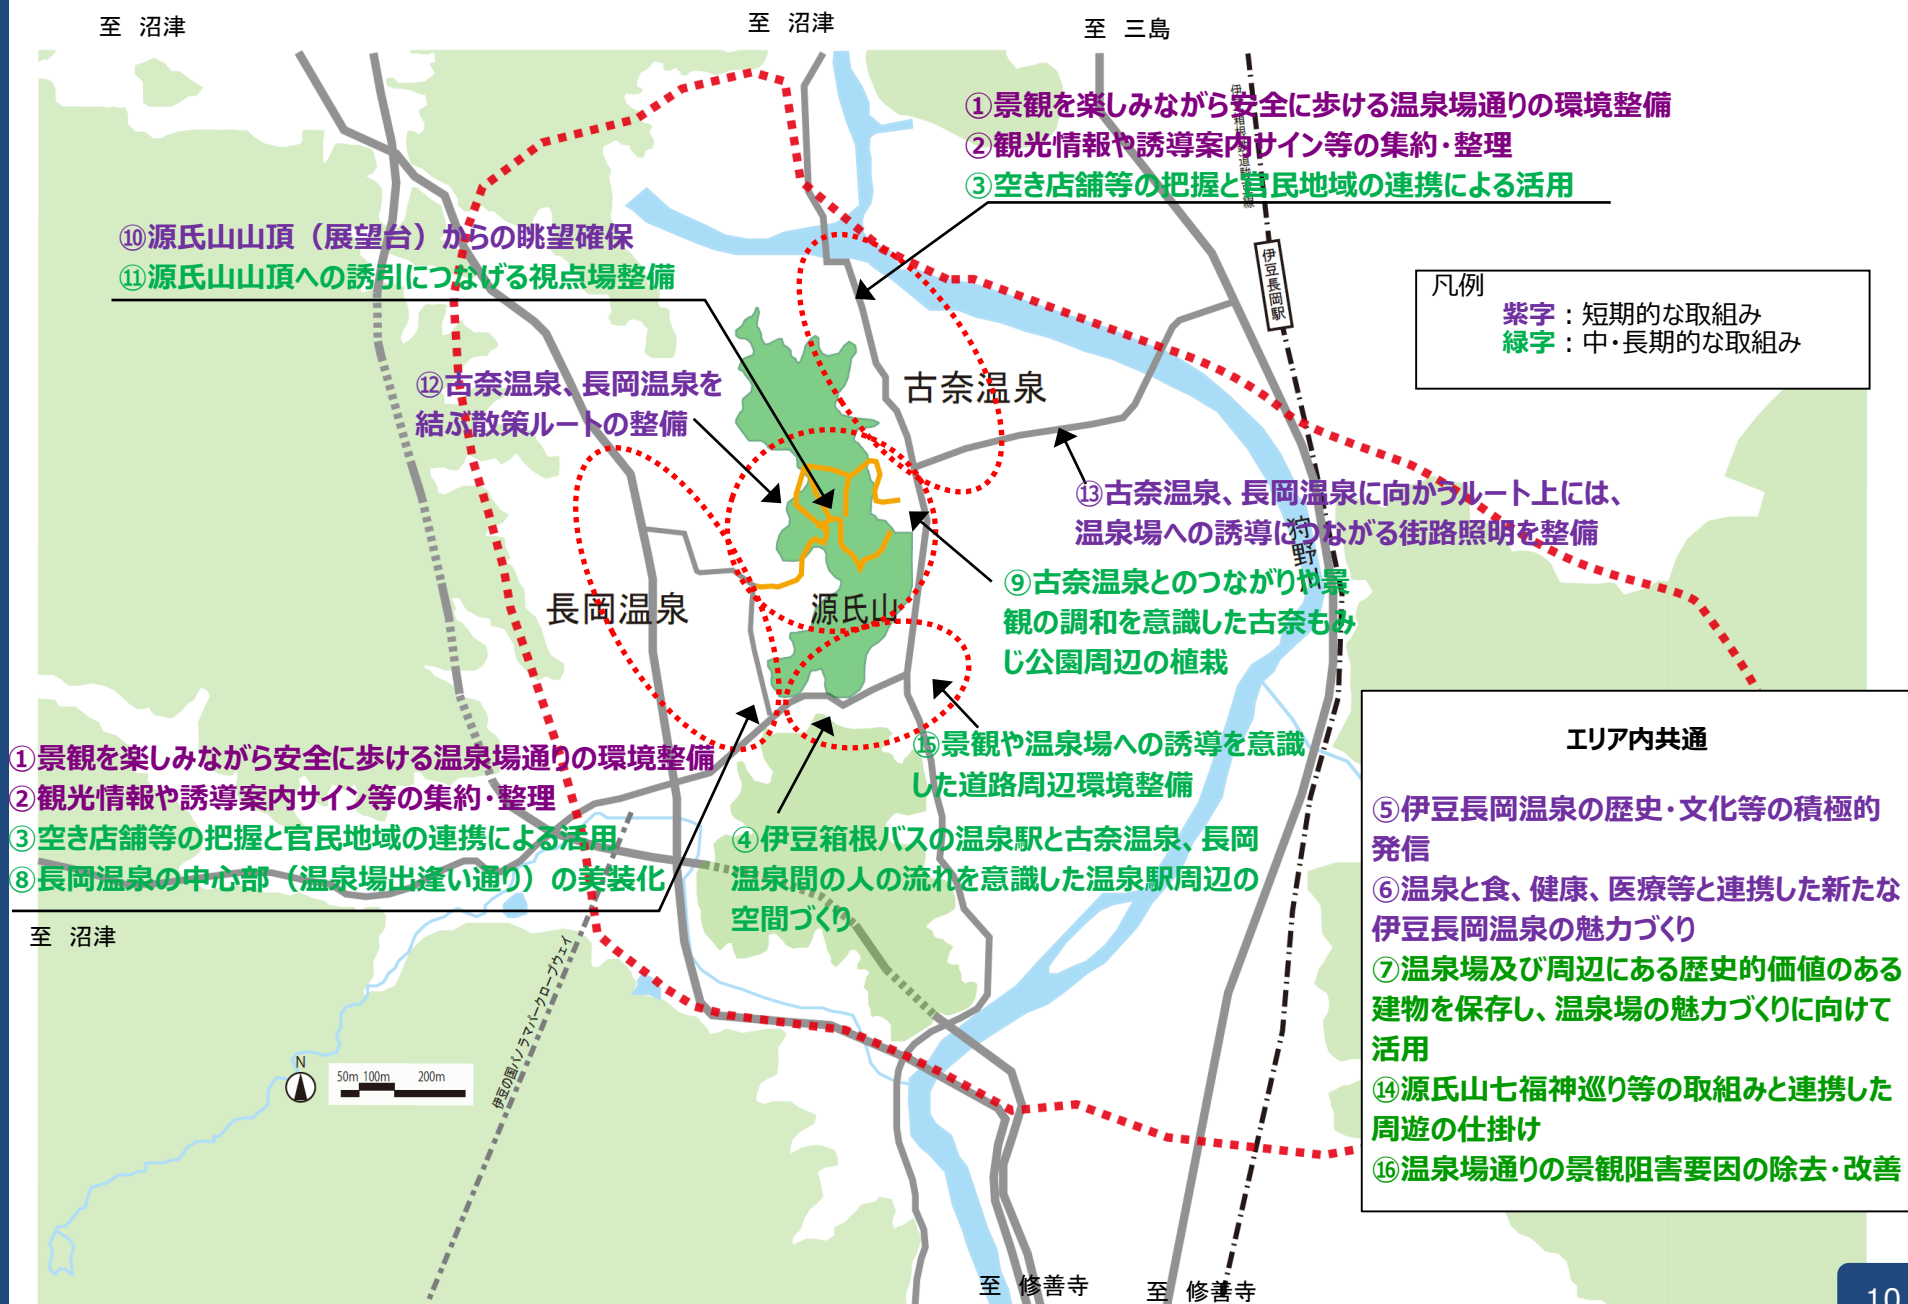 至 沼津
至 沼津
至 三島
①景観を楽しみながら安全に歩ける温泉場通りの環境整備
②観光情報や誘導案内サイン等の集約・整理
③空き店舗等の把握と官民地域の連携による活用
⑩源氏山山頂（展望台）からの眺望確保
⑪源氏山山頂への誘引につなげる視点場整備
伊豆長岡駅
凡例
紫字：短期的な取組み
緑字：中・長期的な取組み
⑫古奈温泉、長岡温泉を
結ぶ散策ルートの整備
古奈温泉
⑬古奈温泉、長岡温泉に向かうルート上には、
温泉場への誘導につながる街路照明を整備
狩野川
⑨古奈温泉とのつながりや景
観の調和を意識した古奈もみ
じ公園周辺の植栽
長岡温泉
源氏山
⑮景観や温泉場への誘導を意識
した道路周辺環境整備
①景観を楽しみながら安全に歩ける温泉場通りの環境整備
②観光情報や誘導案内サイン等の集約・整理
③空き店舗等の把握と官民地域の連携による活用
⑧長岡温泉の中心部（温泉場出逢い通り）の美装化
④伊豆箱根バスの温泉駅と古奈温泉、長岡
温泉間の人の流れを意識した温泉駅周辺の
空間づくり
エリア内共通
⑤伊豆長岡温泉の歴史・文化等の積極的
発信
⑥温泉と食、健康、医療等と連携した新たな
伊豆長岡温泉の魅力づくり
⑦温泉場及び周辺にある歴史的価値のある
建物を保存し、温泉場の魅力づくりに向けて
活用
⑭源氏山七福神巡り等の取組みと連携した
周遊の仕掛け
⑯温泉場通りの景観阻害要因の除去・改善
至 沼津
伊豆の国パノラマパークロープウェイ
N
50m 100m 200m
至 修善寺
至 修善寺
10